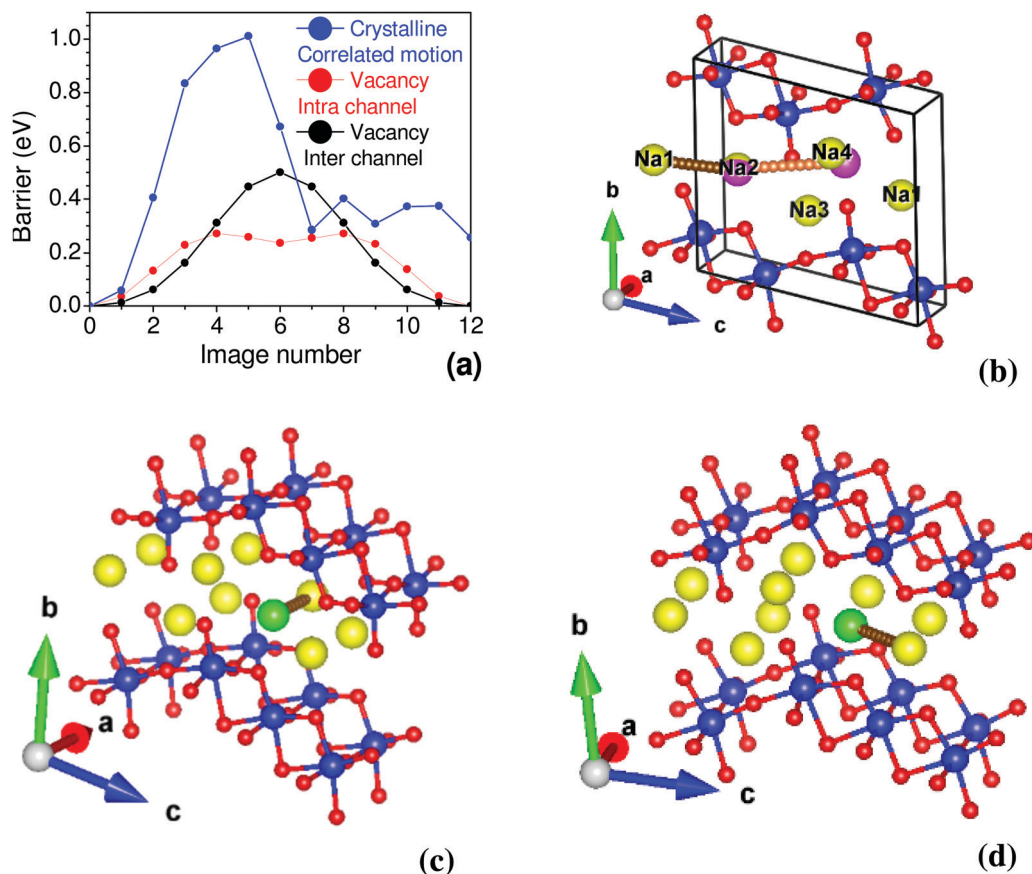 1.0
0.8
0.6
0.4
0.2
0.0
Barrier (eV)
0 2 4 6 8 10 12
Image number
Crystalline
Correlated motion
Vacancy
Intra channel
Vacancy
Inter channel
(a)
Na1
Na2
Na4
Na3
Na1
b
a
c
(b)
b
a
c
(c)
b
a
c
(d)